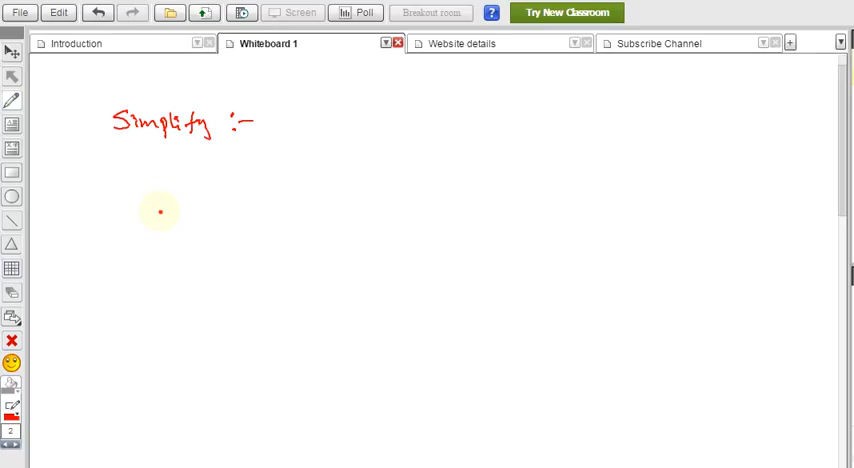 File Edit Screen Poll Breakout room ? Try New Classroom
Introduction Whiteboard 1 Website details Subscribe Channel
Simplify :-
2